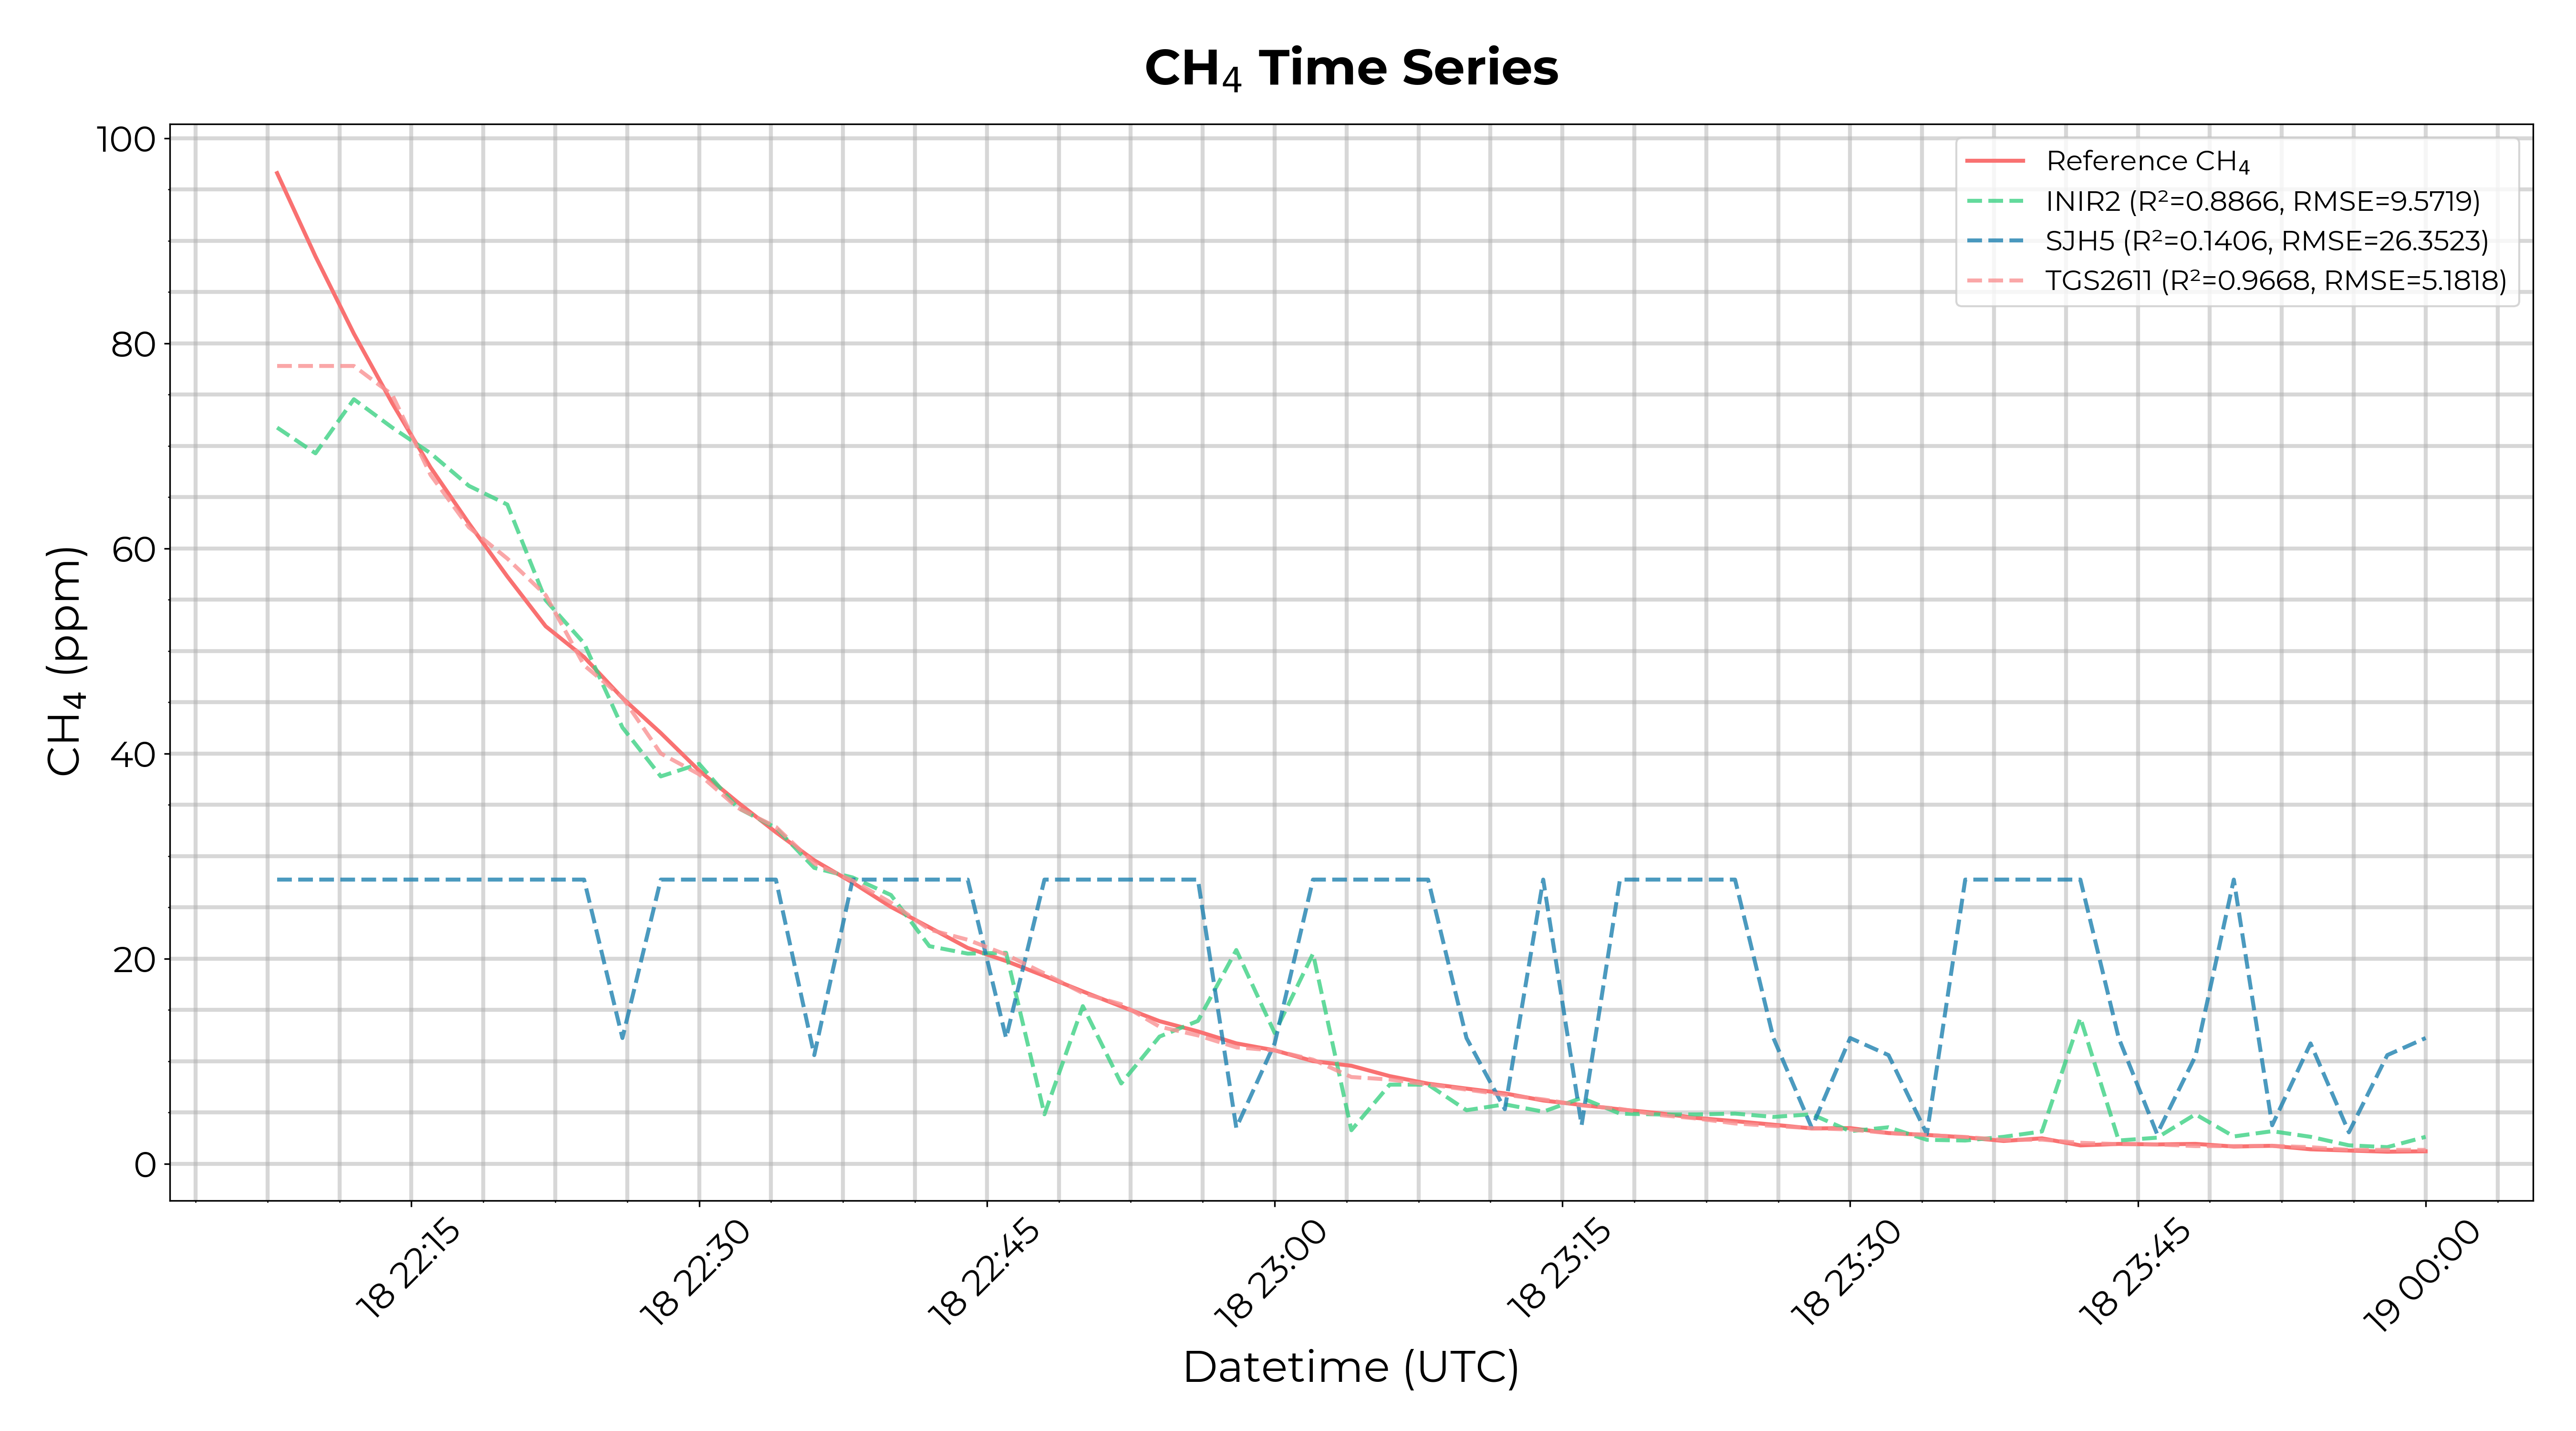 CH₄ Time Series
100
80
60
40
20
0
CH₄ (ppm)
Reference CH₄
INIR2 (R²=0.8866, RMSE=9.5719)
SJH5 (R²=0.1406, RMSE=26.3523)
TGS2611 (R²=0.9668, RMSE=5.1818)
18 22:15
18 22:30
18 22:45
18 23:00
18 23:15
18 23:30
18 23:45
19 00:00
Datetime (UTC)